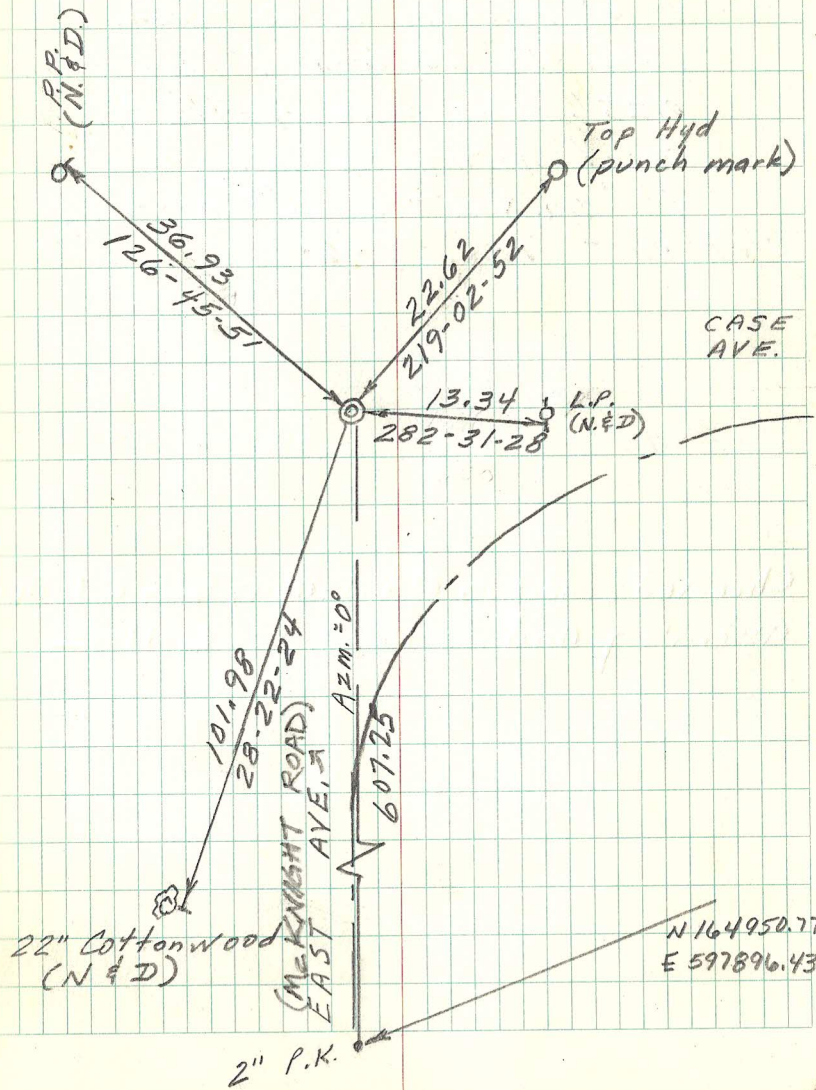 P.P.
(N.&D.)
Top Hyd
(punch mark)
36.93
126-45-51
22.62
219-02-52
CASE
AVE.
13.34
282-31-28
L.P.
(N.&D)
101.98
28-22-24
Azm.=0°
607.25
(McKNIGHT ROAD)
EAST AVE.
22" Cottonwood
(N & D)
N 164950.77
E 597896.43
2" P.K.